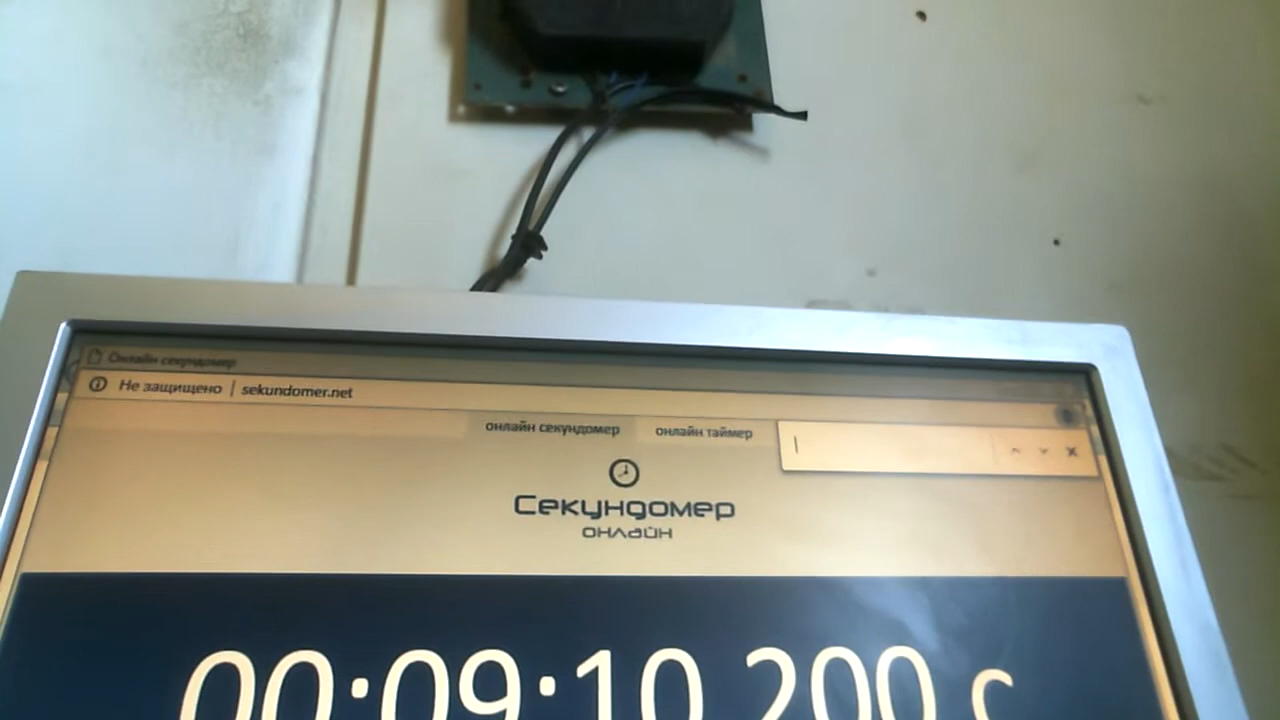 Онлайн секундомер
Не защищено | sekundomer.net
онлайн секундомер онлайн таймер
Секундомер
онлайн
00:09:10 200 с